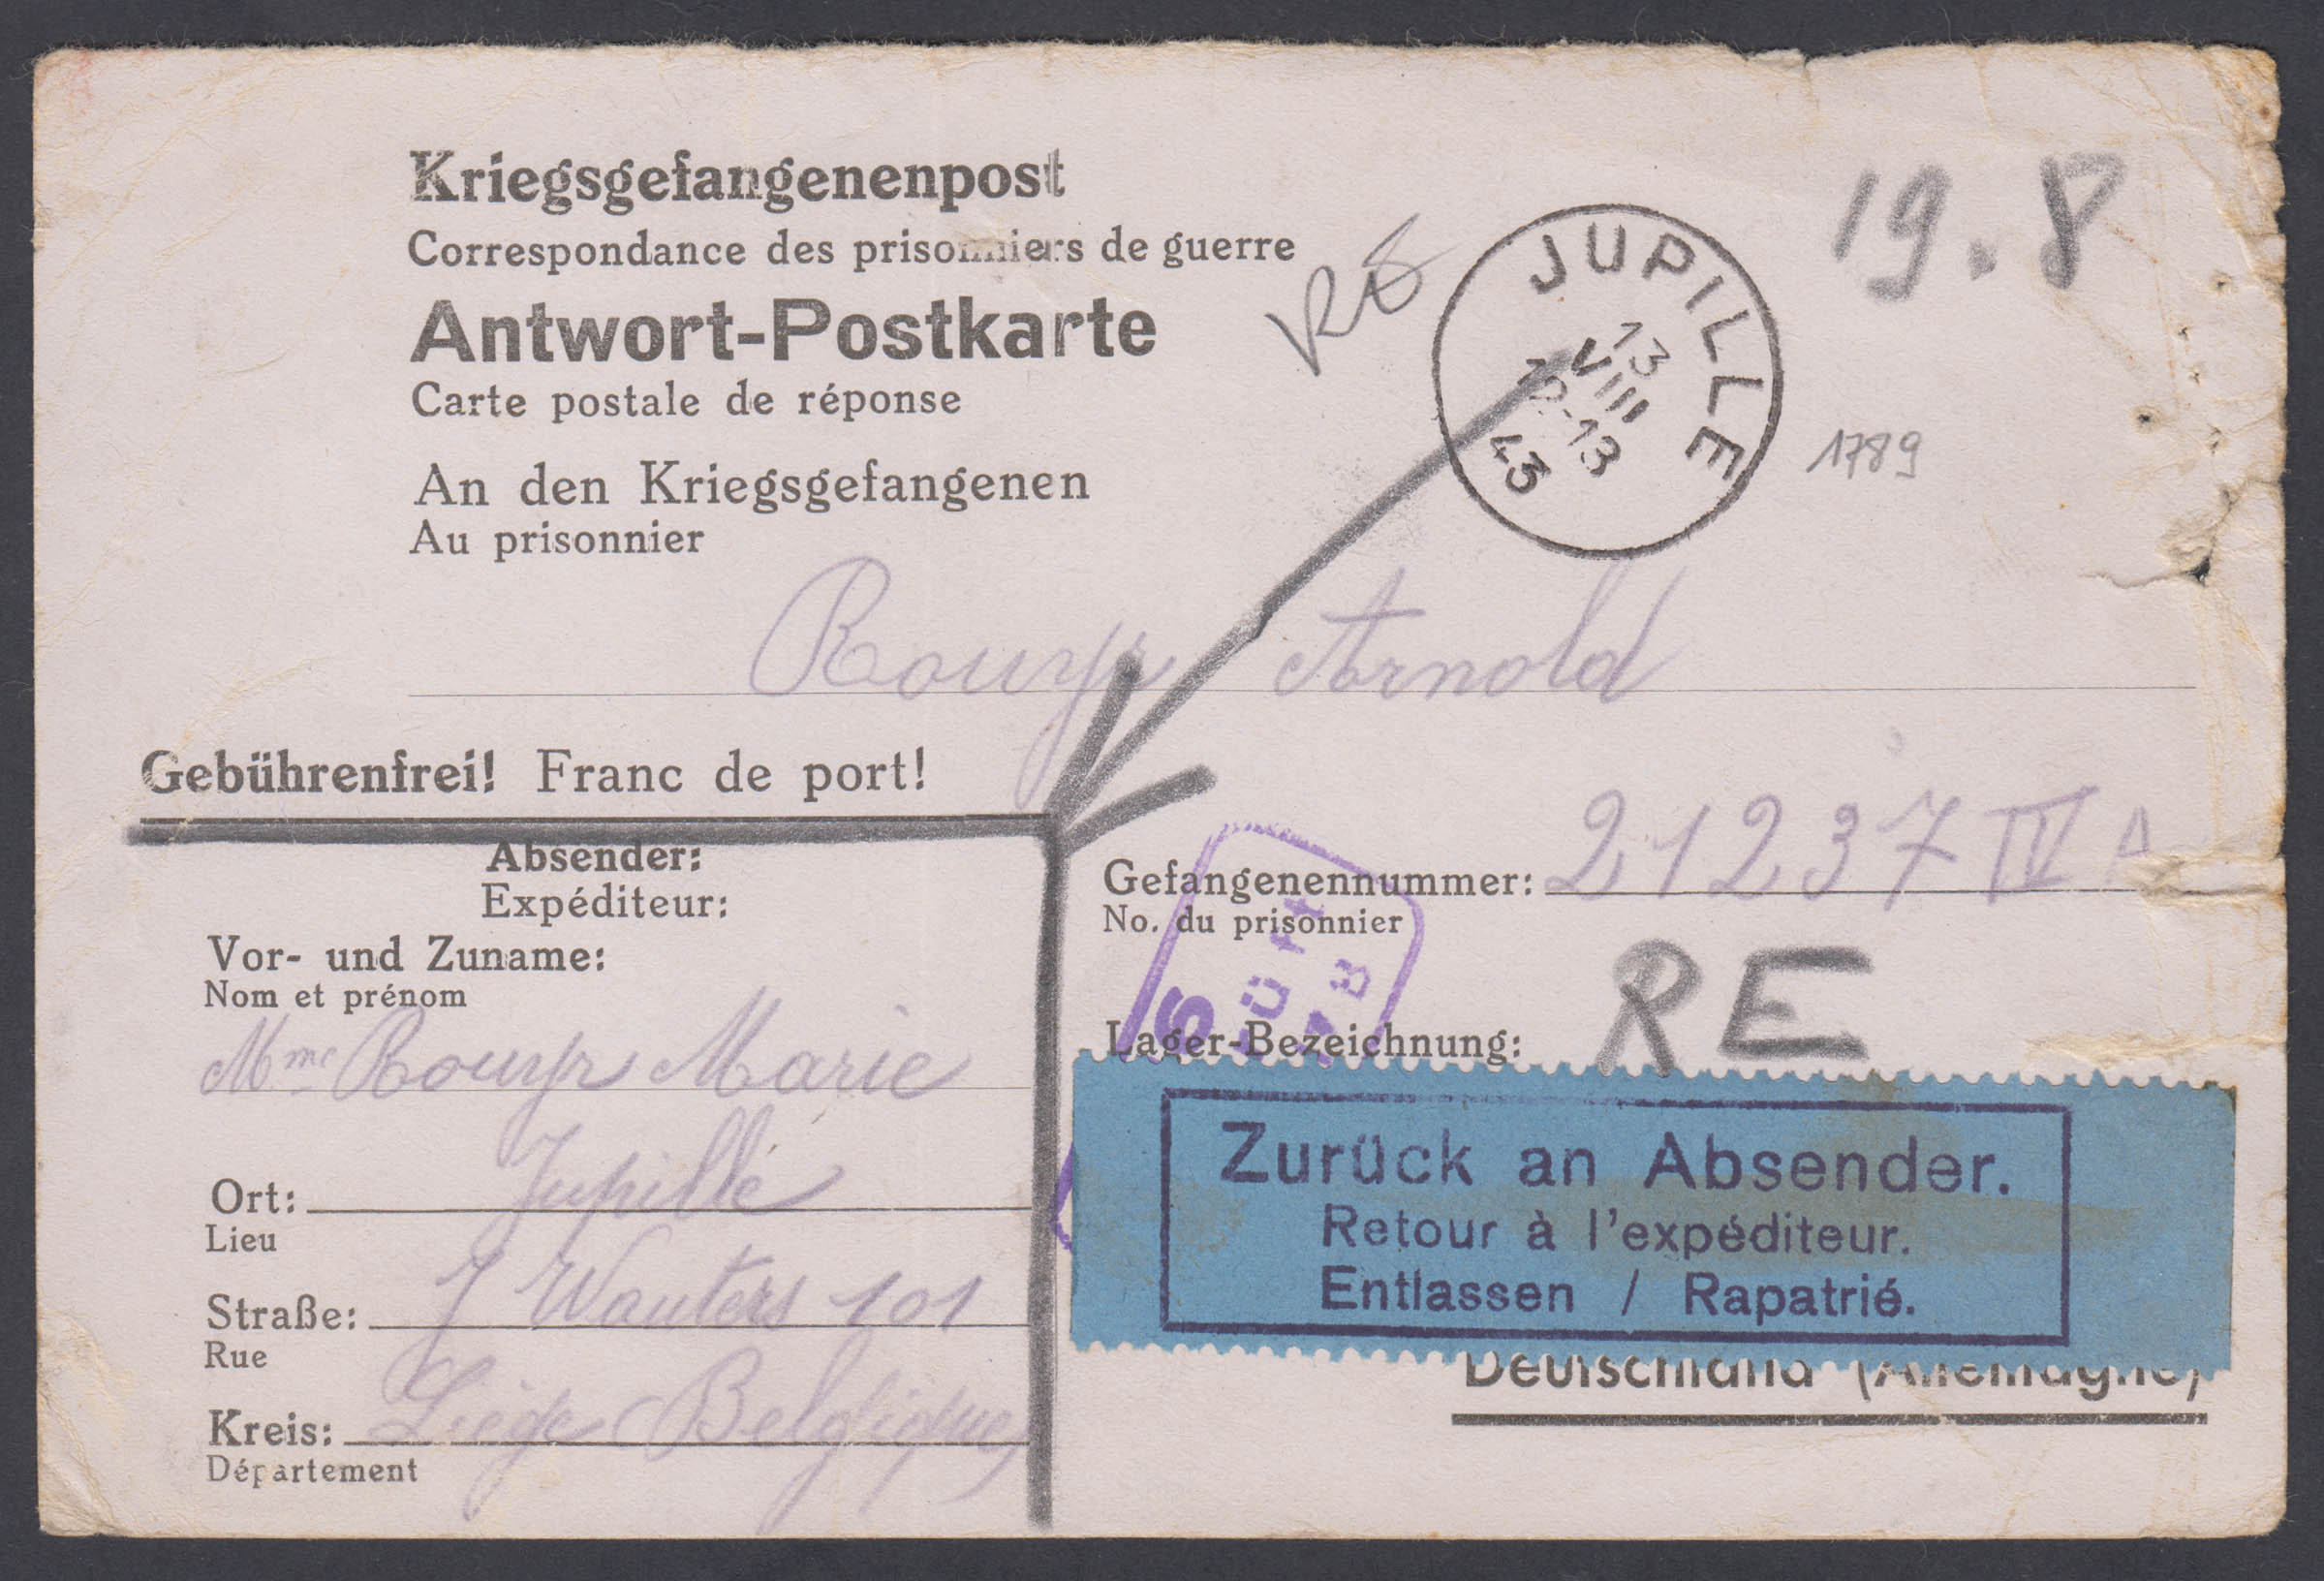 Kriegsgefangenenpost
Correspondance des prisonniers de guerre
Antwort-Postkarte
Carte postale de réponse
19.8
JUPILLE
13
VIII
12-13
43
1789
An den Kriegsgefangenen
Au prisonnier
Arnold
Gebührenfrei! Franc de port!
Absender:
Expéditeur:
Vor- und Zuname:
Nom et prénom
Mme Marie
Ort: Jupille
Lieu
Straße: J Wauters 101
Rue
Kreis: Liège (Belgique)
Département
Gefangenennummer: 21237 IV A
No. du prisonnier
RE
Lager-Bezeichnung:
Zurück an Absender.
Retour à l'expéditeur.
Entlassen / Rapatrié.
Deutschland (Allemagne)